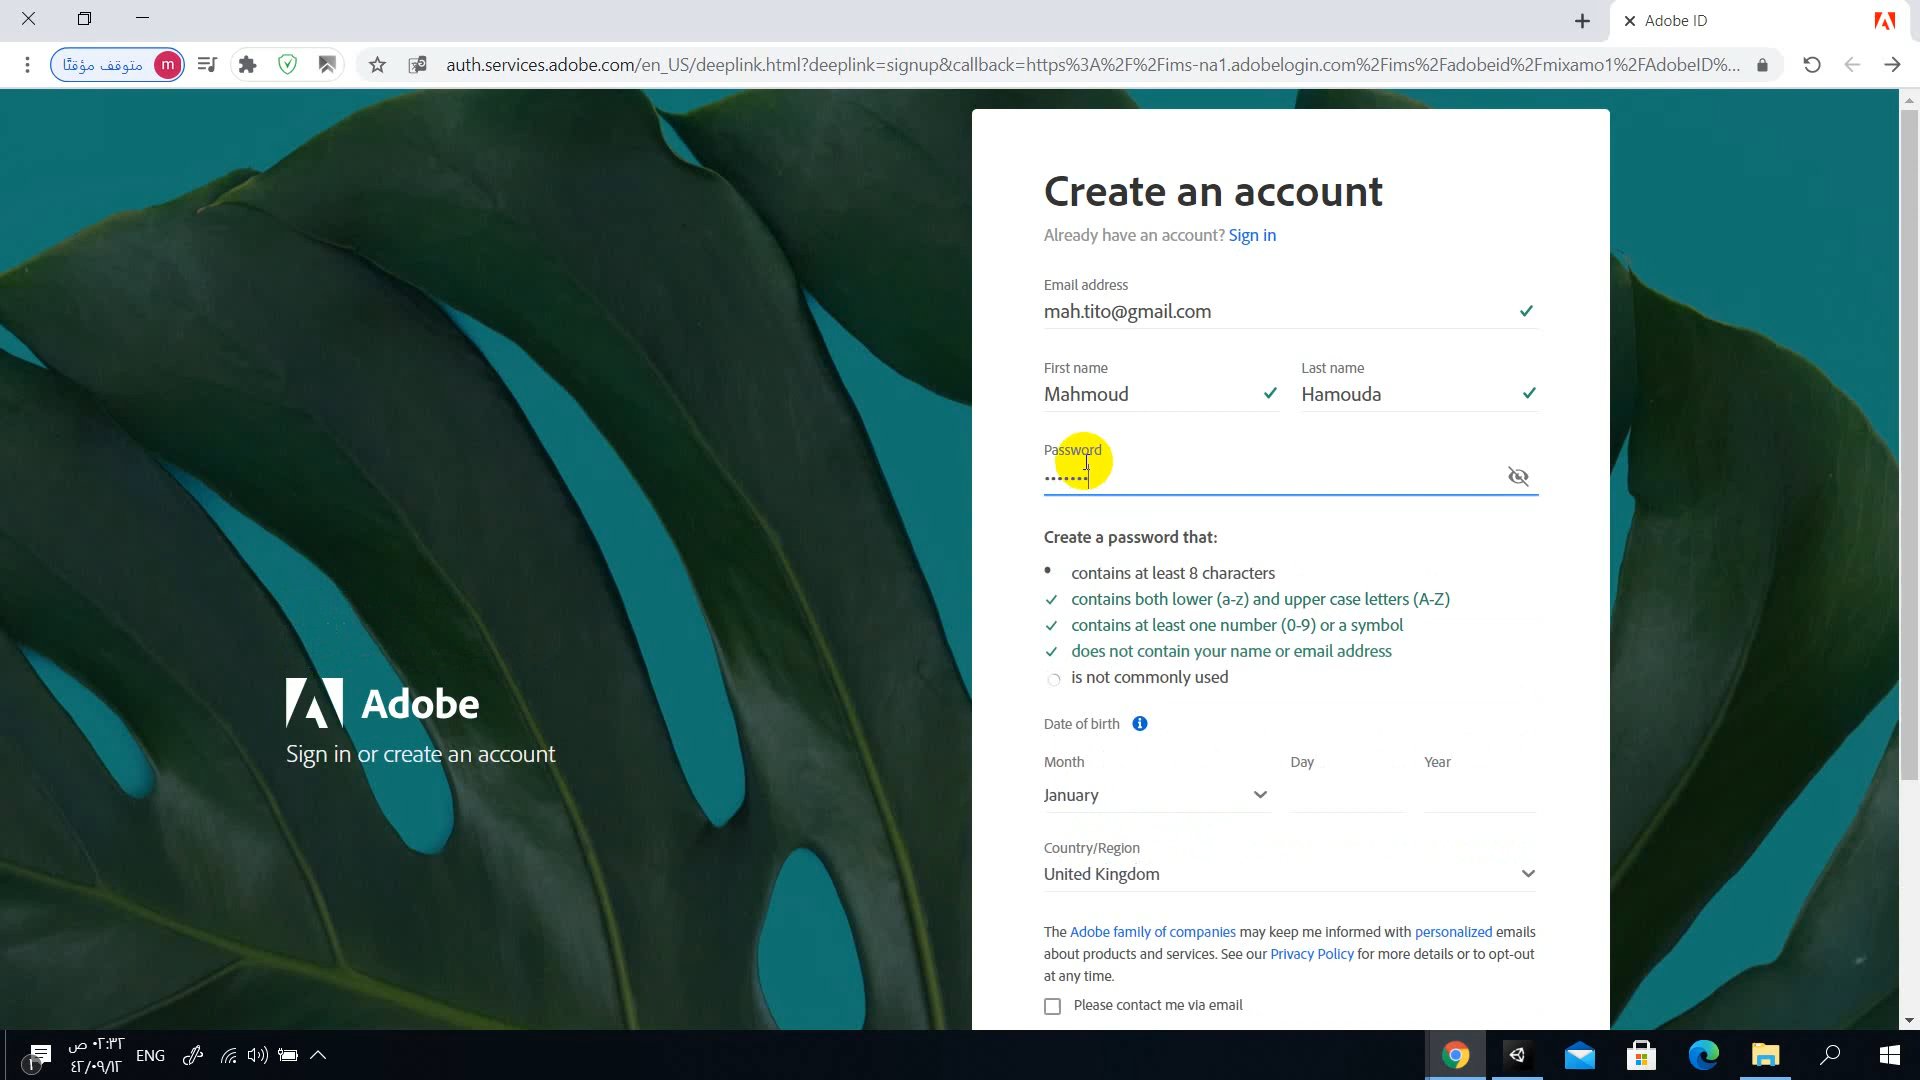 Adobe ID
متوقف مؤقتًا
m
auth.services.adobe.com/en_US/deeplink.html?deeplink=signup&callback=https%3A%2F%2Fims-na1.adobelogin.com%2Fims%2Fadobeid%2Fmixamo1%2FAdobeID%...
Create an account
Already have an account? Sign in
Email address
mah.tito@gmail.com
First name
Last name
Mahmoud
Hamouda
Password
•••••••
Create a password that:
• contains at least 8 characters
contains both lower (a-z) and upper case letters (A-Z)
contains at least one number (0-9) or a symbol
does not contain your name or email address
is not commonly used
Date of birth
Month
Day
Year
January
Country/Region
United Kingdom
The Adobe family of companies may keep me informed with personalized emails
about products and services. See our Privacy Policy for more details or to opt-out
at any time.
Please contact me via email
Adobe
Sign in or create an account
ENG
٠٢:٣٢ ص
٤٢/٠٩/١٢
١